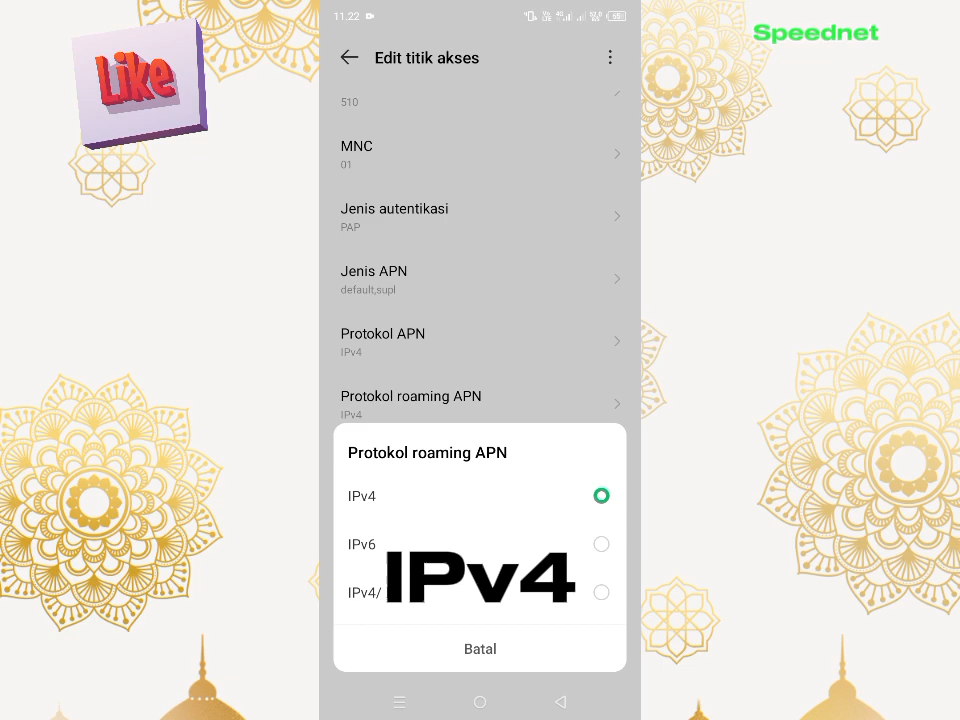 Like
Speednet
11.22
Edit titik akses
510
MNC
01
Jenis autentikasi
PAP
Jenis APN
default,supl
Protokol APN
IPv4
Protokol roaming APN
IPv4
Protokol roaming APN
IPv4
IPv6
IPv4/
IPv4
Batal